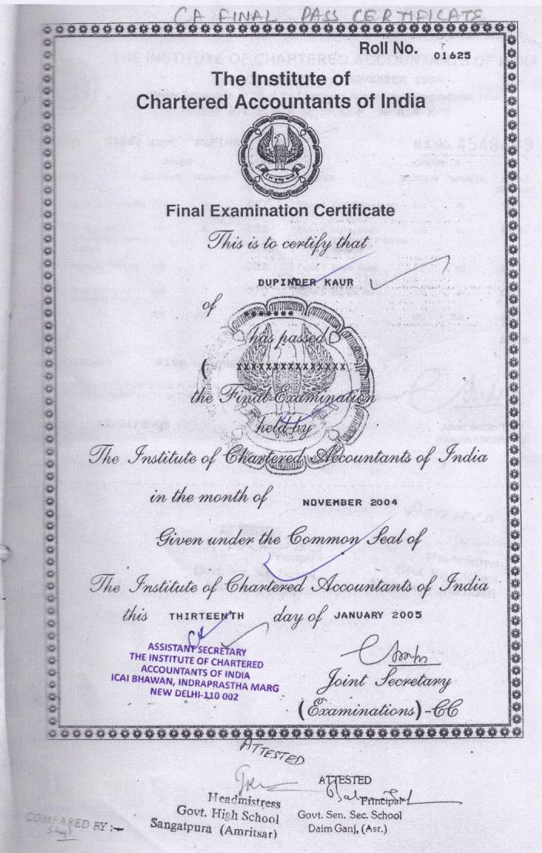 CA FINAL PASS CERTIFICATE
Roll No. 01625
The Institute of
Chartered Accountants of India
Final Examination Certificate
This is to certify that
DUPINDER KAUR
of *******
has passed
( XXXXXXXXXXXXXXX )
the Final Examination
held by
The Institute of Chartered Accountants of India
in the month of NOVEMBER 2004
Given under the Common Seal of
The Institute of Chartered Accountants of India
this THIRTEENTH day of JANUARY 2005
ASSISTANT SECRETARY
THE INSTITUTE OF CHARTERED
ACCOUNTANTS OF INDIA
ICAI BHAWAN, INDRAPRASTHA MARG
NEW DELHI-110 002
Joint Secretary
(Examinations)-CC
ATTESTED
Headmistress
Govt. High School
Sangatpura (Amritsar)
ATTESTED
Principal
Govt. Sen. Sec. School
Daim Ganj, (Asr.)
COMPARED BY :-